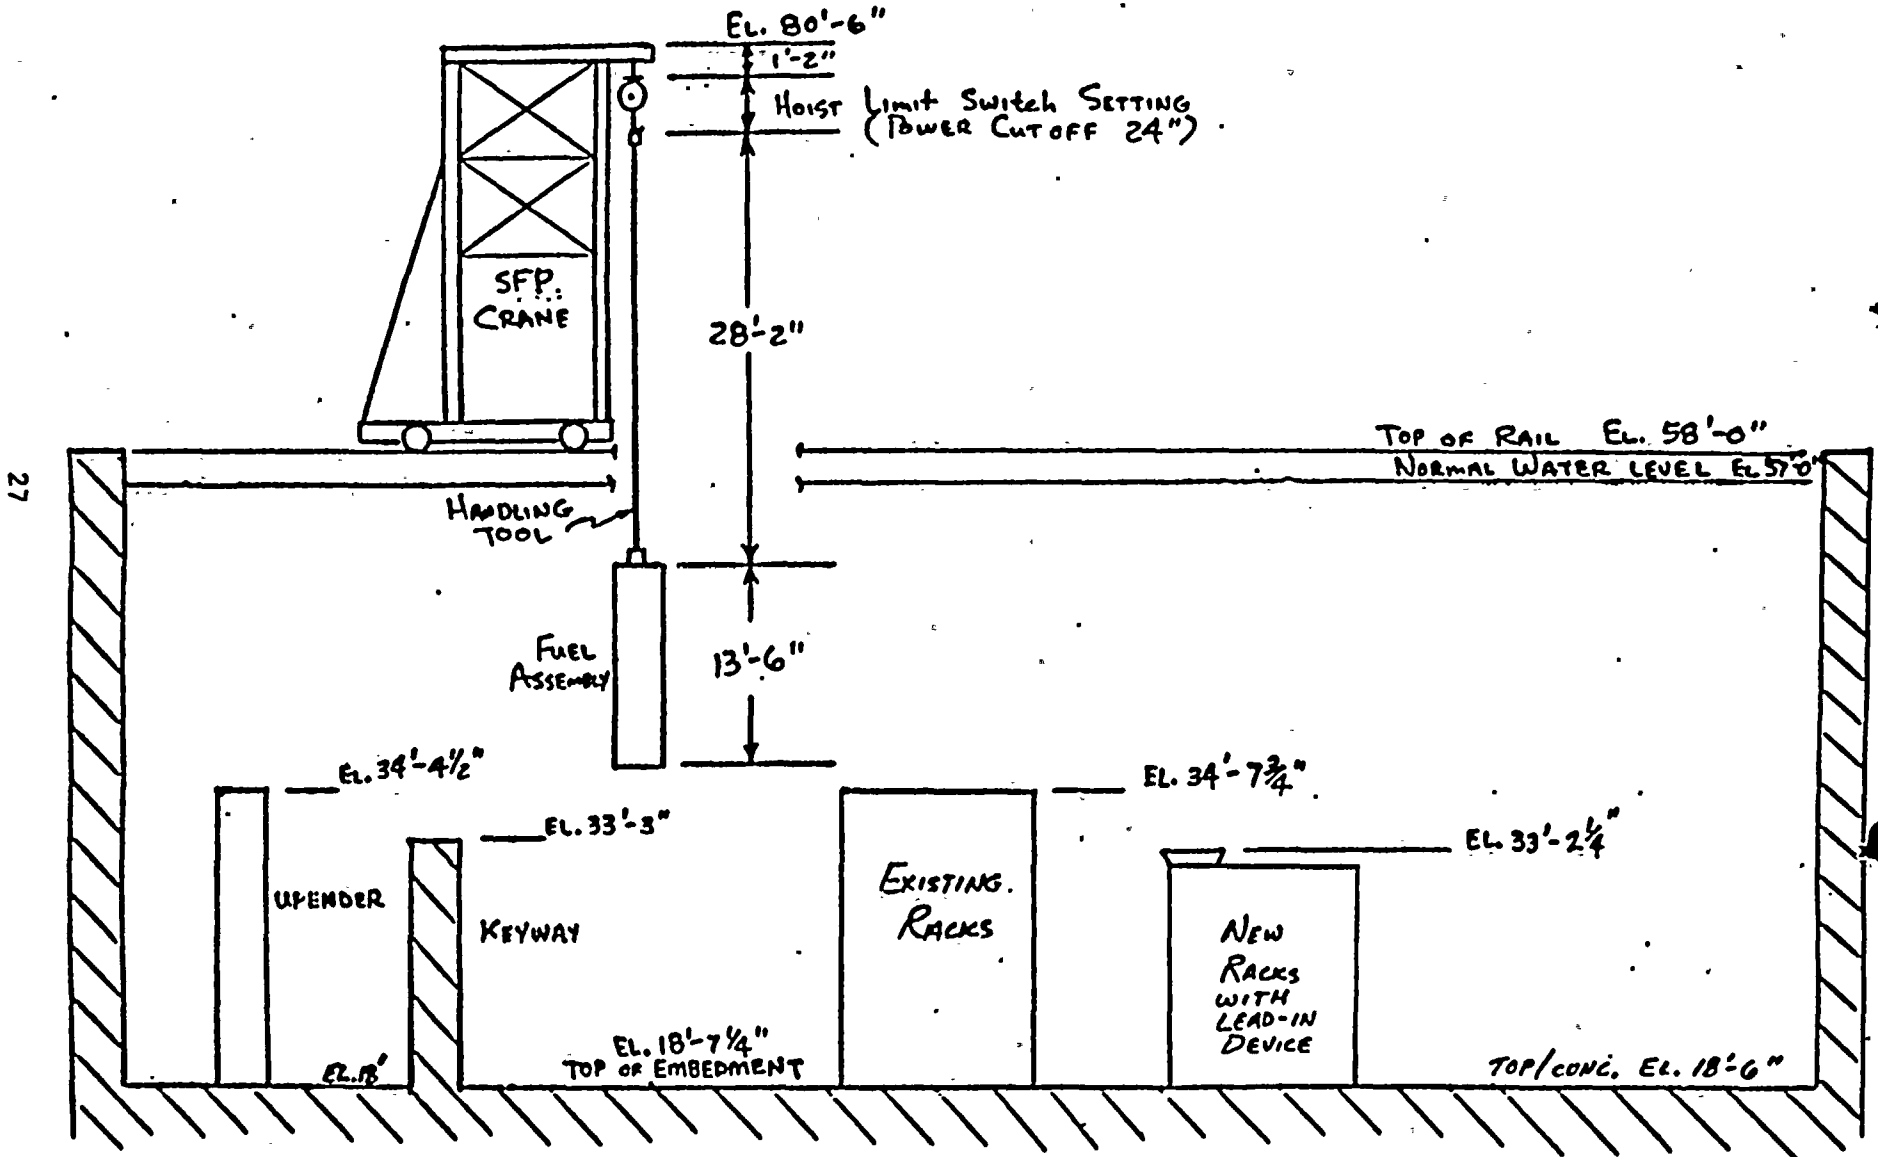 EL. 80'-6"
1'-2"
HOIST Limit Switch SETTING
(POWER CUTOFF 24")
SFP.
CRANE
28'-2"
TOP OF RAIL EL. 58'-0"
NORMAL WATER LEVEL EL 57'0"
27
HANDLING
TOOL
FUEL
ASSEMBLY
13'-6"
EL. 34'-4½"
EL. 33'-3"
EL. 34'-7¾"
EL. 33'-2¼"
UPENDER
KEYWAY
EXISTING.
RACKS
NEW
RACKS
WITH
LEAD-IN
DEVICE
EL. 18'
EL. 18'-7¼"
TOP OF EMBEDMENT
TOP/CONC. EL. 18'-6"